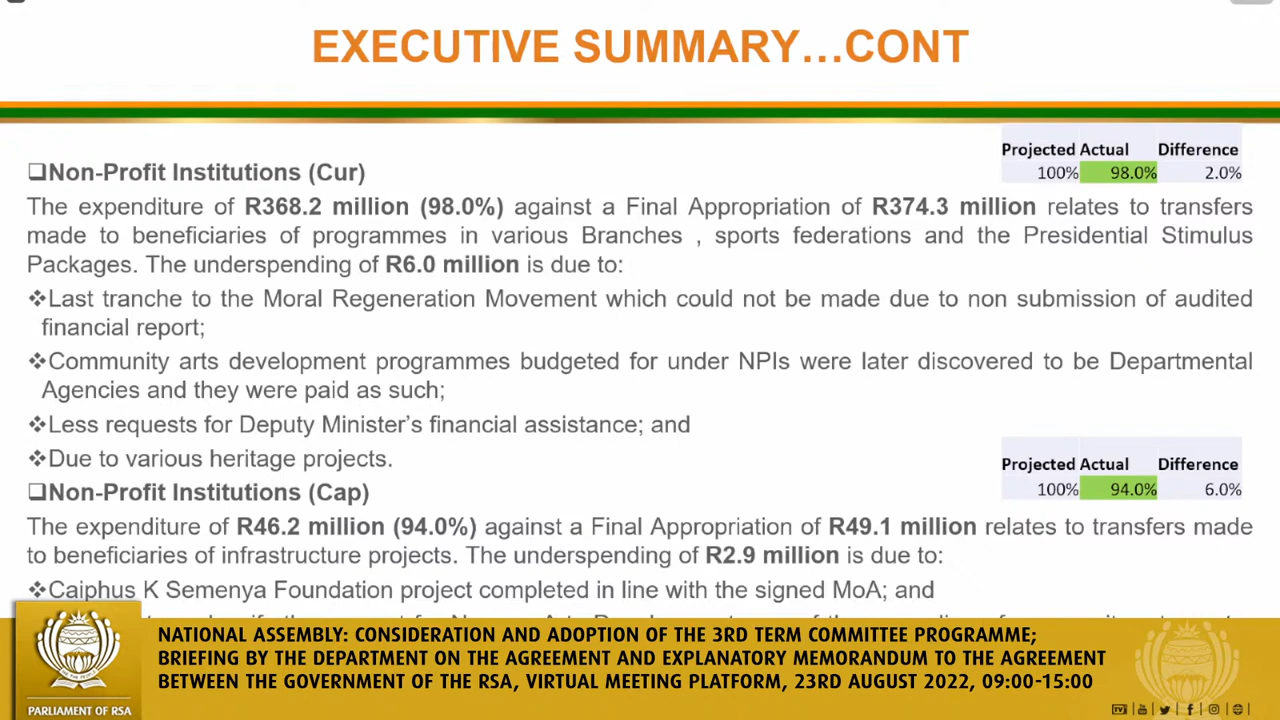 EXECUTIVE SUMMARY…CONT
Projected Actual Difference
100% 98.0% 2.0%
❑Non-Profit Institutions (Cur)
The expenditure of R368.2 million (98.0%) against a Final Appropriation of R374.3 million relates to transfers
made to beneficiaries of programmes in various Branches , sports federations and the Presidential Stimulus
Packages. The underspending of R6.0 million is due to:
❖Last tranche to the Moral Regeneration Movement which could not be made due to non submission of audited
financial report;
❖Community arts development programmes budgeted for under NPIs were later discovered to be Departmental
Agencies and they were paid as such;
❖Less requests for Deputy Minister’s financial assistance; and
❖Due to various heritage projects.
Projected Actual Difference
100% 94.0% 6.0%
❑Non-Profit Institutions (Cap)
The expenditure of R46.2 million (94.0%) against a Final Appropriation of R49.1 million relates to transfers made
to beneficiaries of infrastructure projects. The underspending of R2.9 million is due to:
❖Caiphus K Semenya Foundation project completed in line with the signed MoA; and
NATIONAL ASSEMBLY: CONSIDERATION AND ADOPTION OF THE 3RD TERM COMMITTEE PROGRAMME;
BRIEFING BY THE DEPARTMENT ON THE AGREEMENT AND EXPLANATORY MEMORANDUM TO THE AGREEMENT
BETWEEN THE GOVERNMENT OF THE RSA, VIRTUAL MEETING PLATFORM, 23RD AUGUST 2022, 09:00-15:00
PARLIAMENT OF RSA